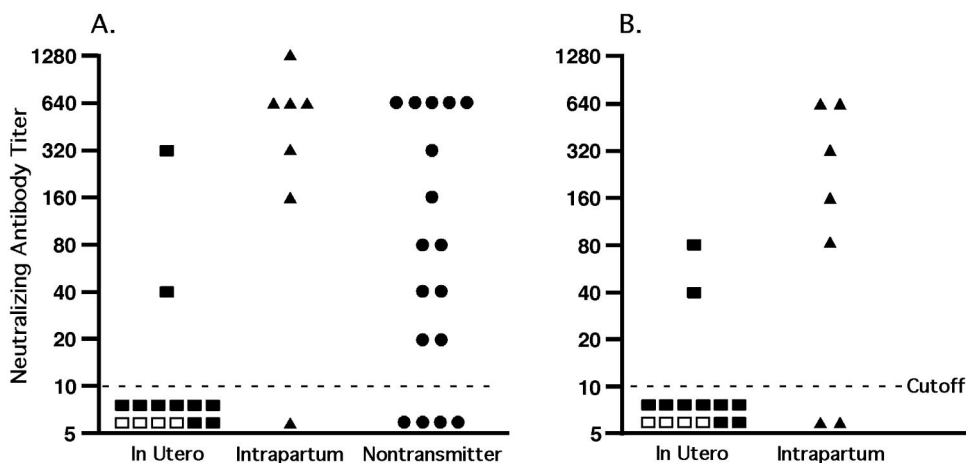 A.
B.
Neutralizing Antibody Titer
1280
640
320
160
80
40
20
10
5
In Utero
Intrapartum
Nontransmitter
1280
640
320
160
80
40
20
10
5
Cutoff
In Utero
Intrapartum